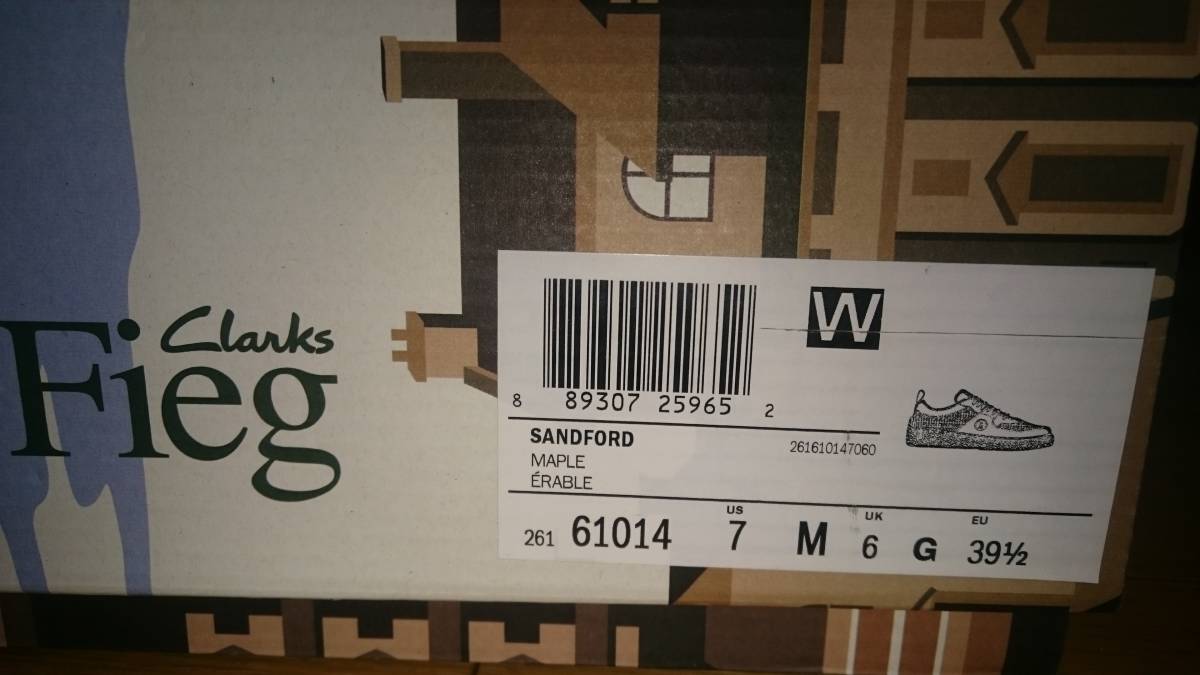 Clarks
Fieg
W
8 89307 25965 2
SANDFORD
261610147060
MAPLE
ÉRABLE
US UK EU
261 61014 7 M 6 G 39½